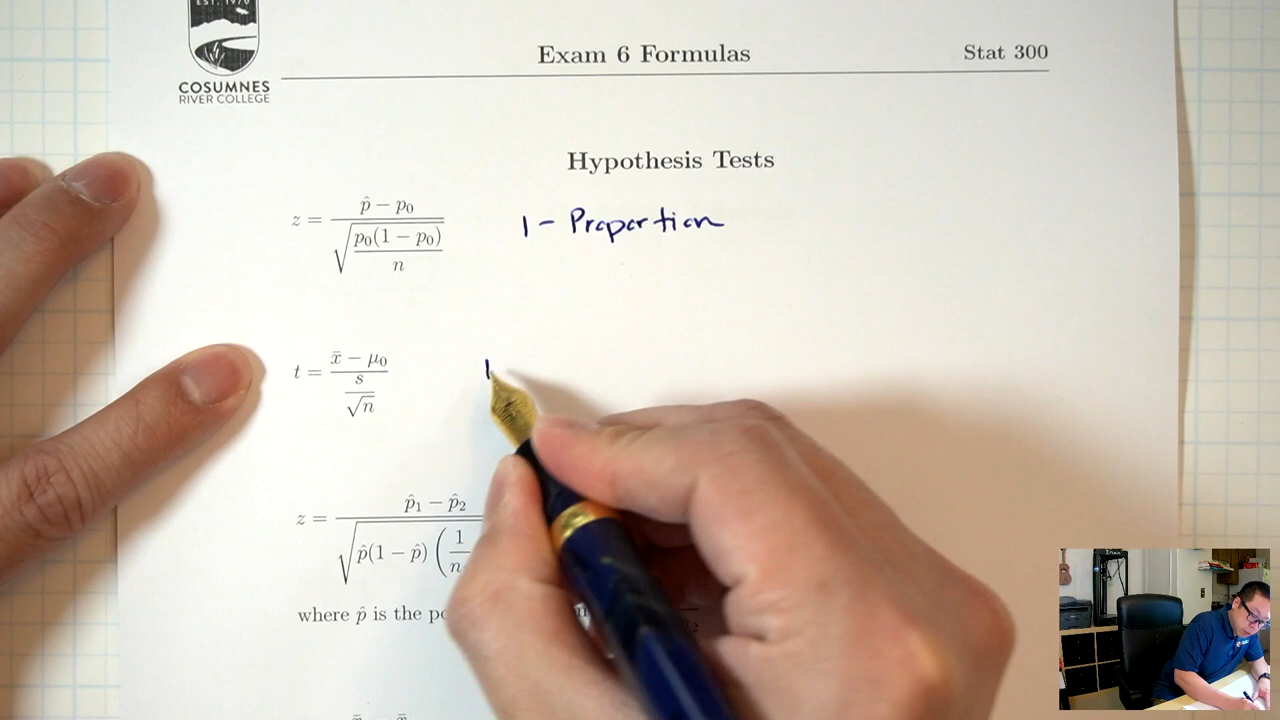 EST. 1970
COSUMNES
RIVER COLLEGE
Exam 6 Formulas Stat 300
Hypothesis Tests
z = (p̂ − p₀) / √(p₀(1 − p₀) / n) 1 - Proportion
t = (x̄ − μ₀) / (s / √n) 1
z = p̂₁ − p̂₂ / √p̂(1 − p̂) ( 1 / n
where p̂ is the